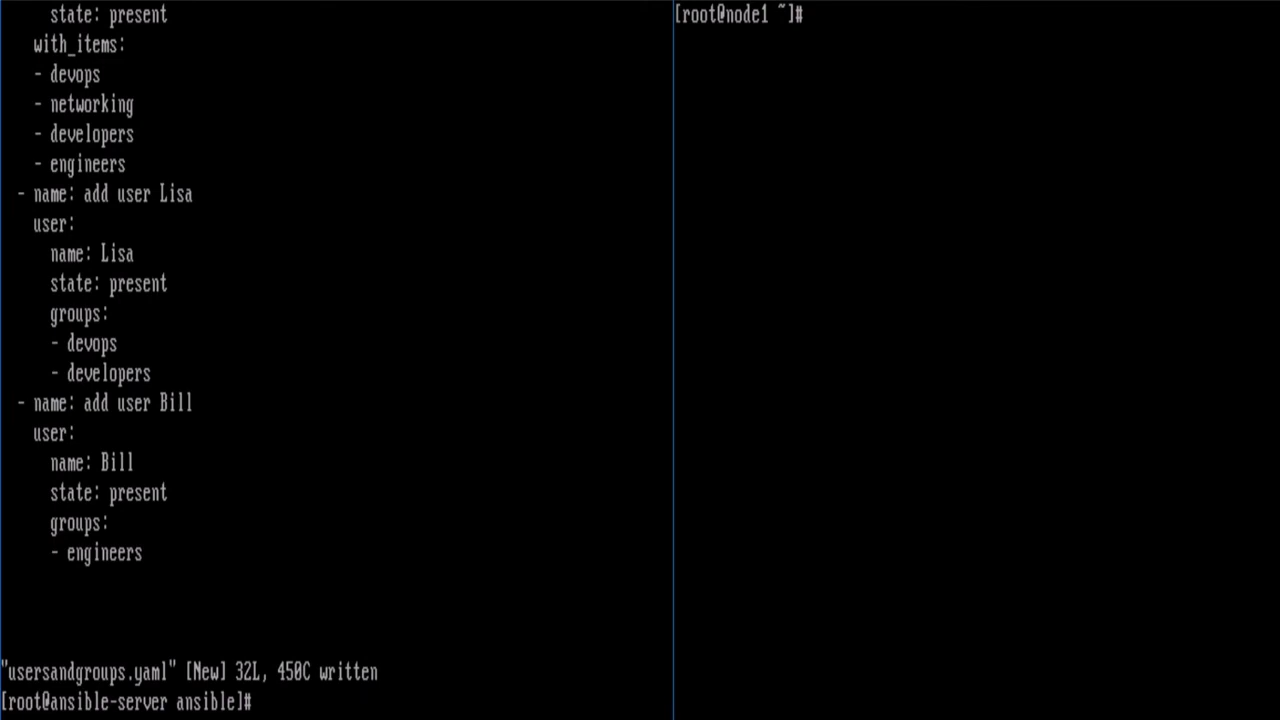 state: present
with_items:
- devops
- networking
- developers
- engineers
- name: add user Lisa
user:
name: Lisa
state: present
groups:
- devops
- developers
- name: add user Bill
user:
name: Bill
state: present
groups:
- engineers
"usersandgroups.yaml" [New] 32L, 450C written
[root@ansible-server ansible]#
[root@node1 ~]#